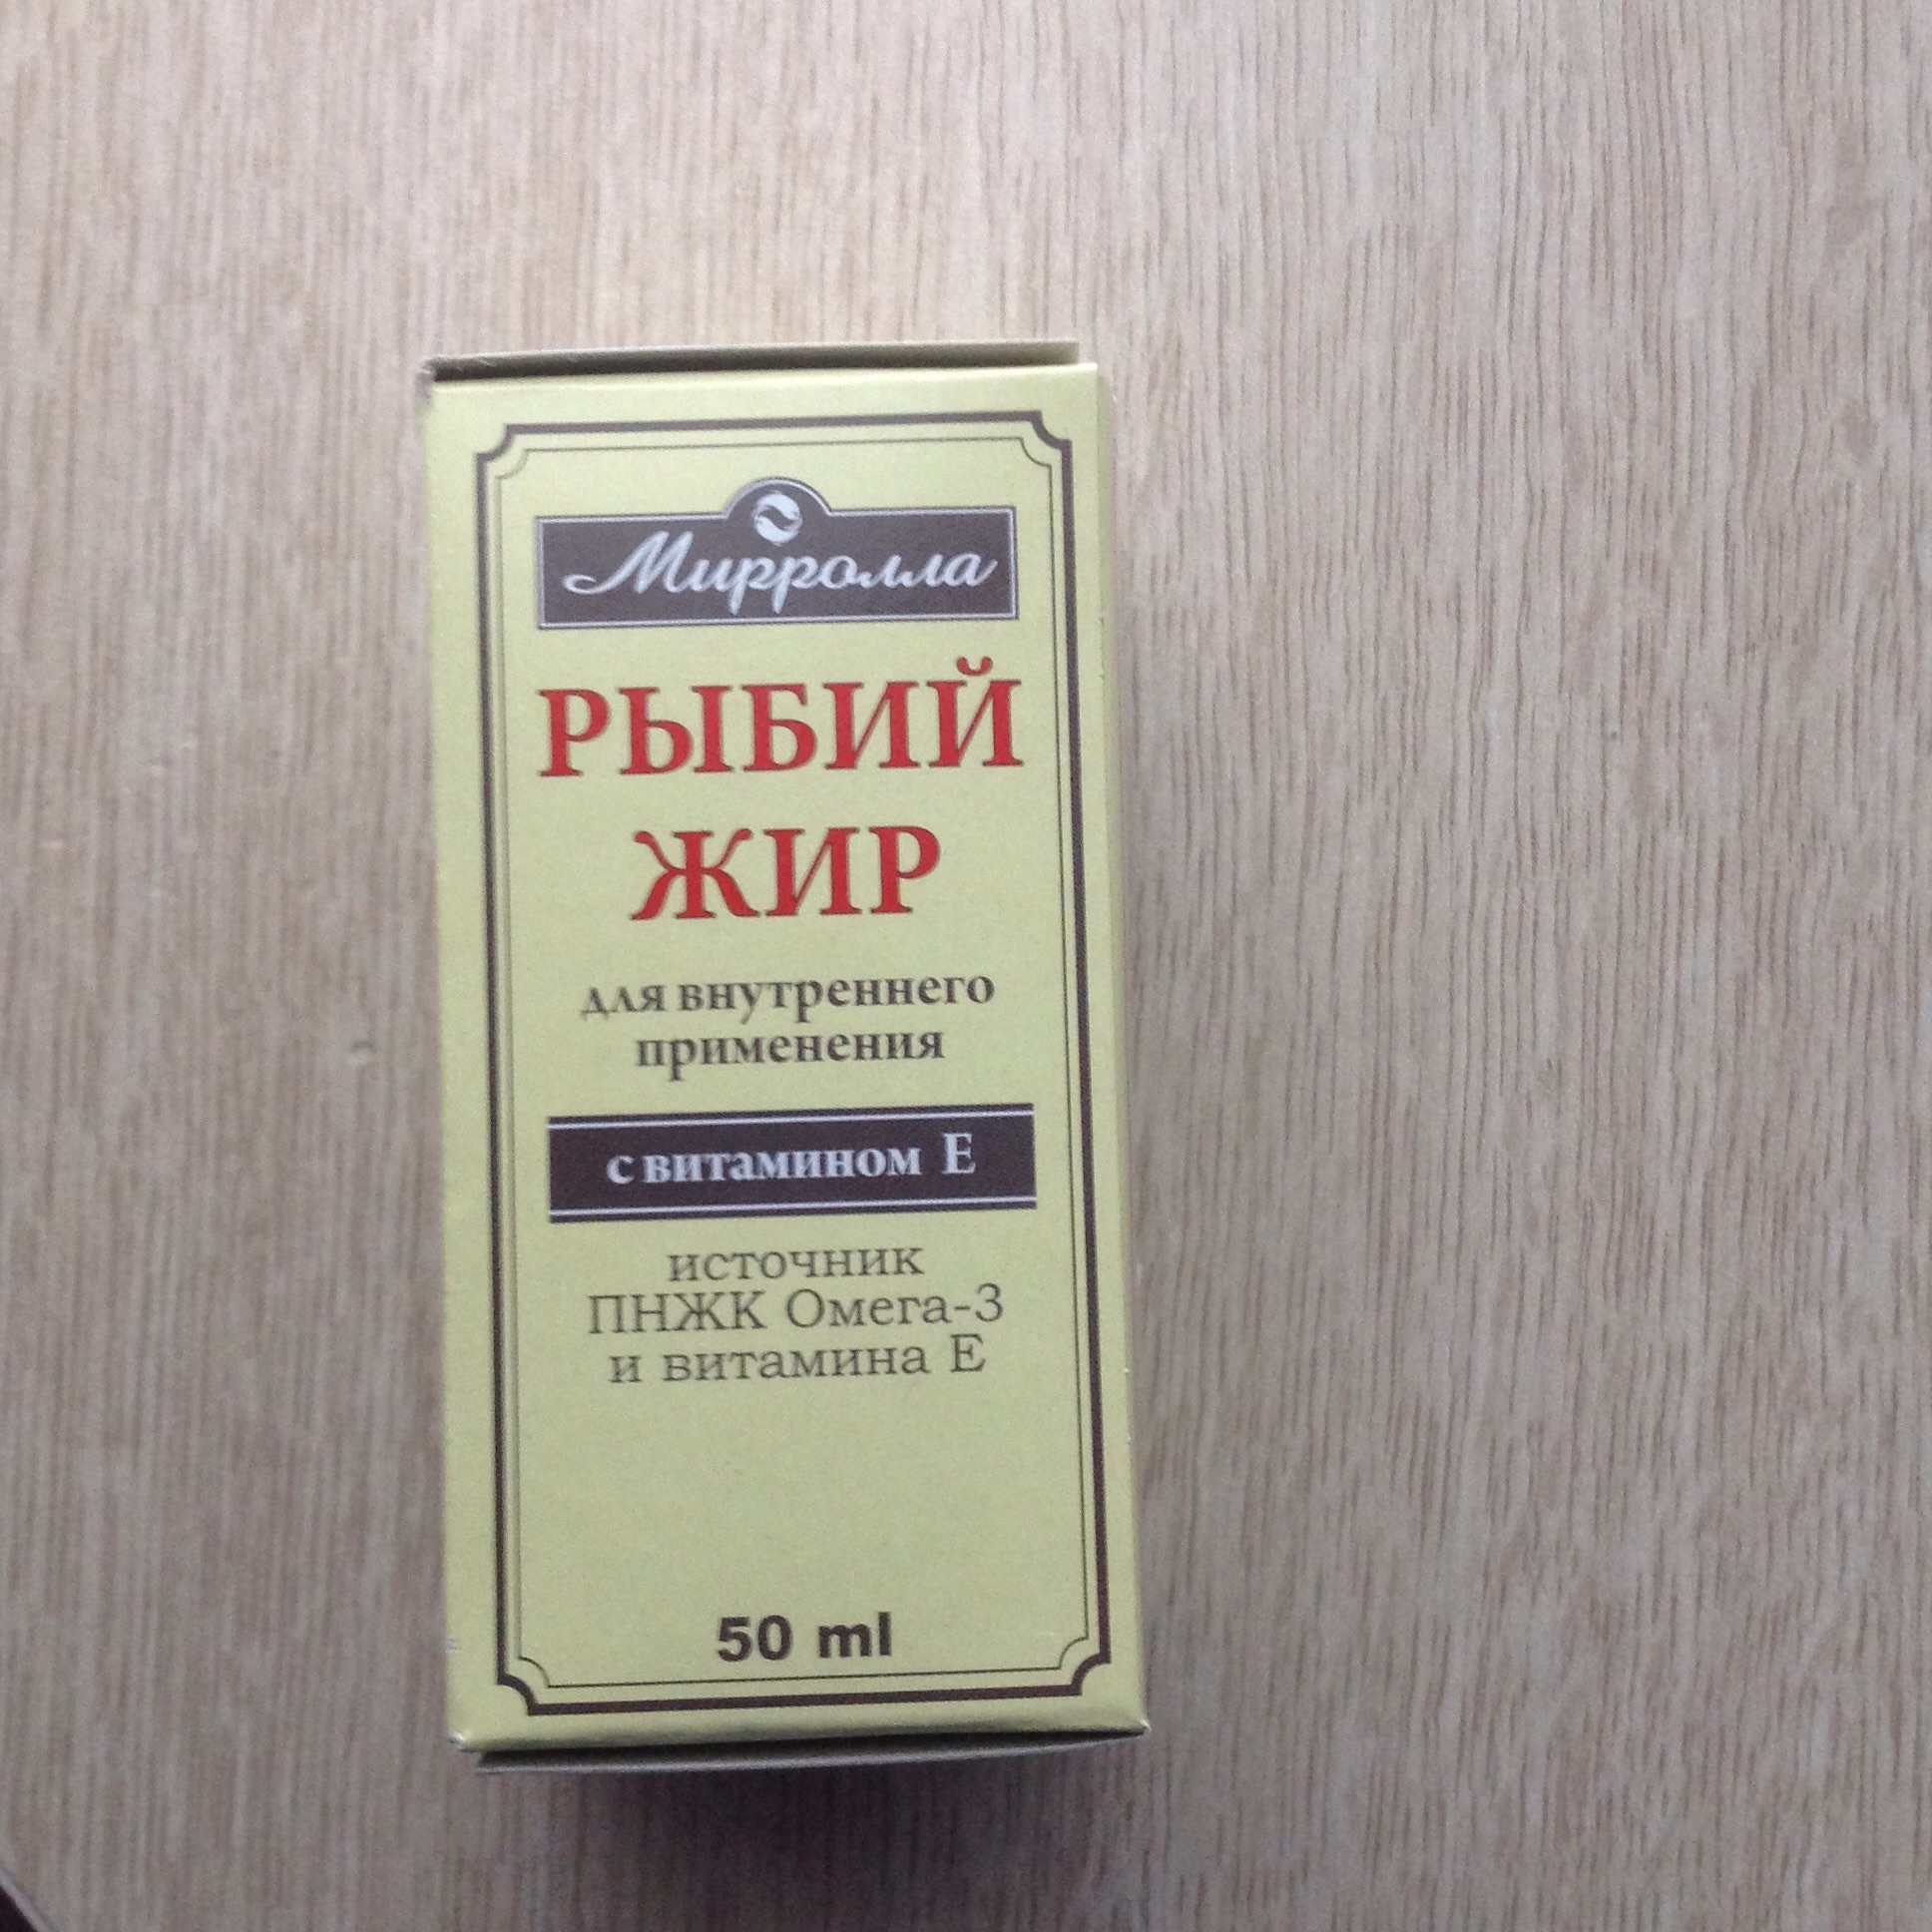 Мирролла
РЫБИЙ
ЖИР
для внутреннего
применения
с витамином Е
источник
ПНЖК Омега-3
и витамина Е
50 ml